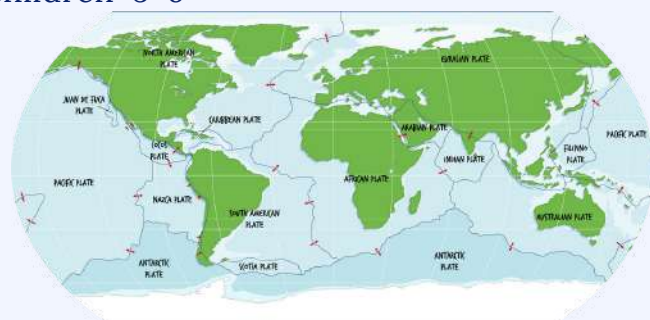 NORTH AMERICAN
PLATE
EURASIAN PLATE
JUAN DE FUCA
PLATE
CARIBBEAN PLATE
ARABIAN PLATE
PACIFIC PLATE
COCOS
PLATE
INDIAN PLATE
FILIPINO
PLATE
PACIFIC PLATE
AFRICAN PLATE
NAZCA PLATE
SOUTH AMERICAN
PLATE
AUSTRALIAN PLATE
ANTARCTIC
PLATE
SCOTIA PLATE
ANTARCTIC
PLATE